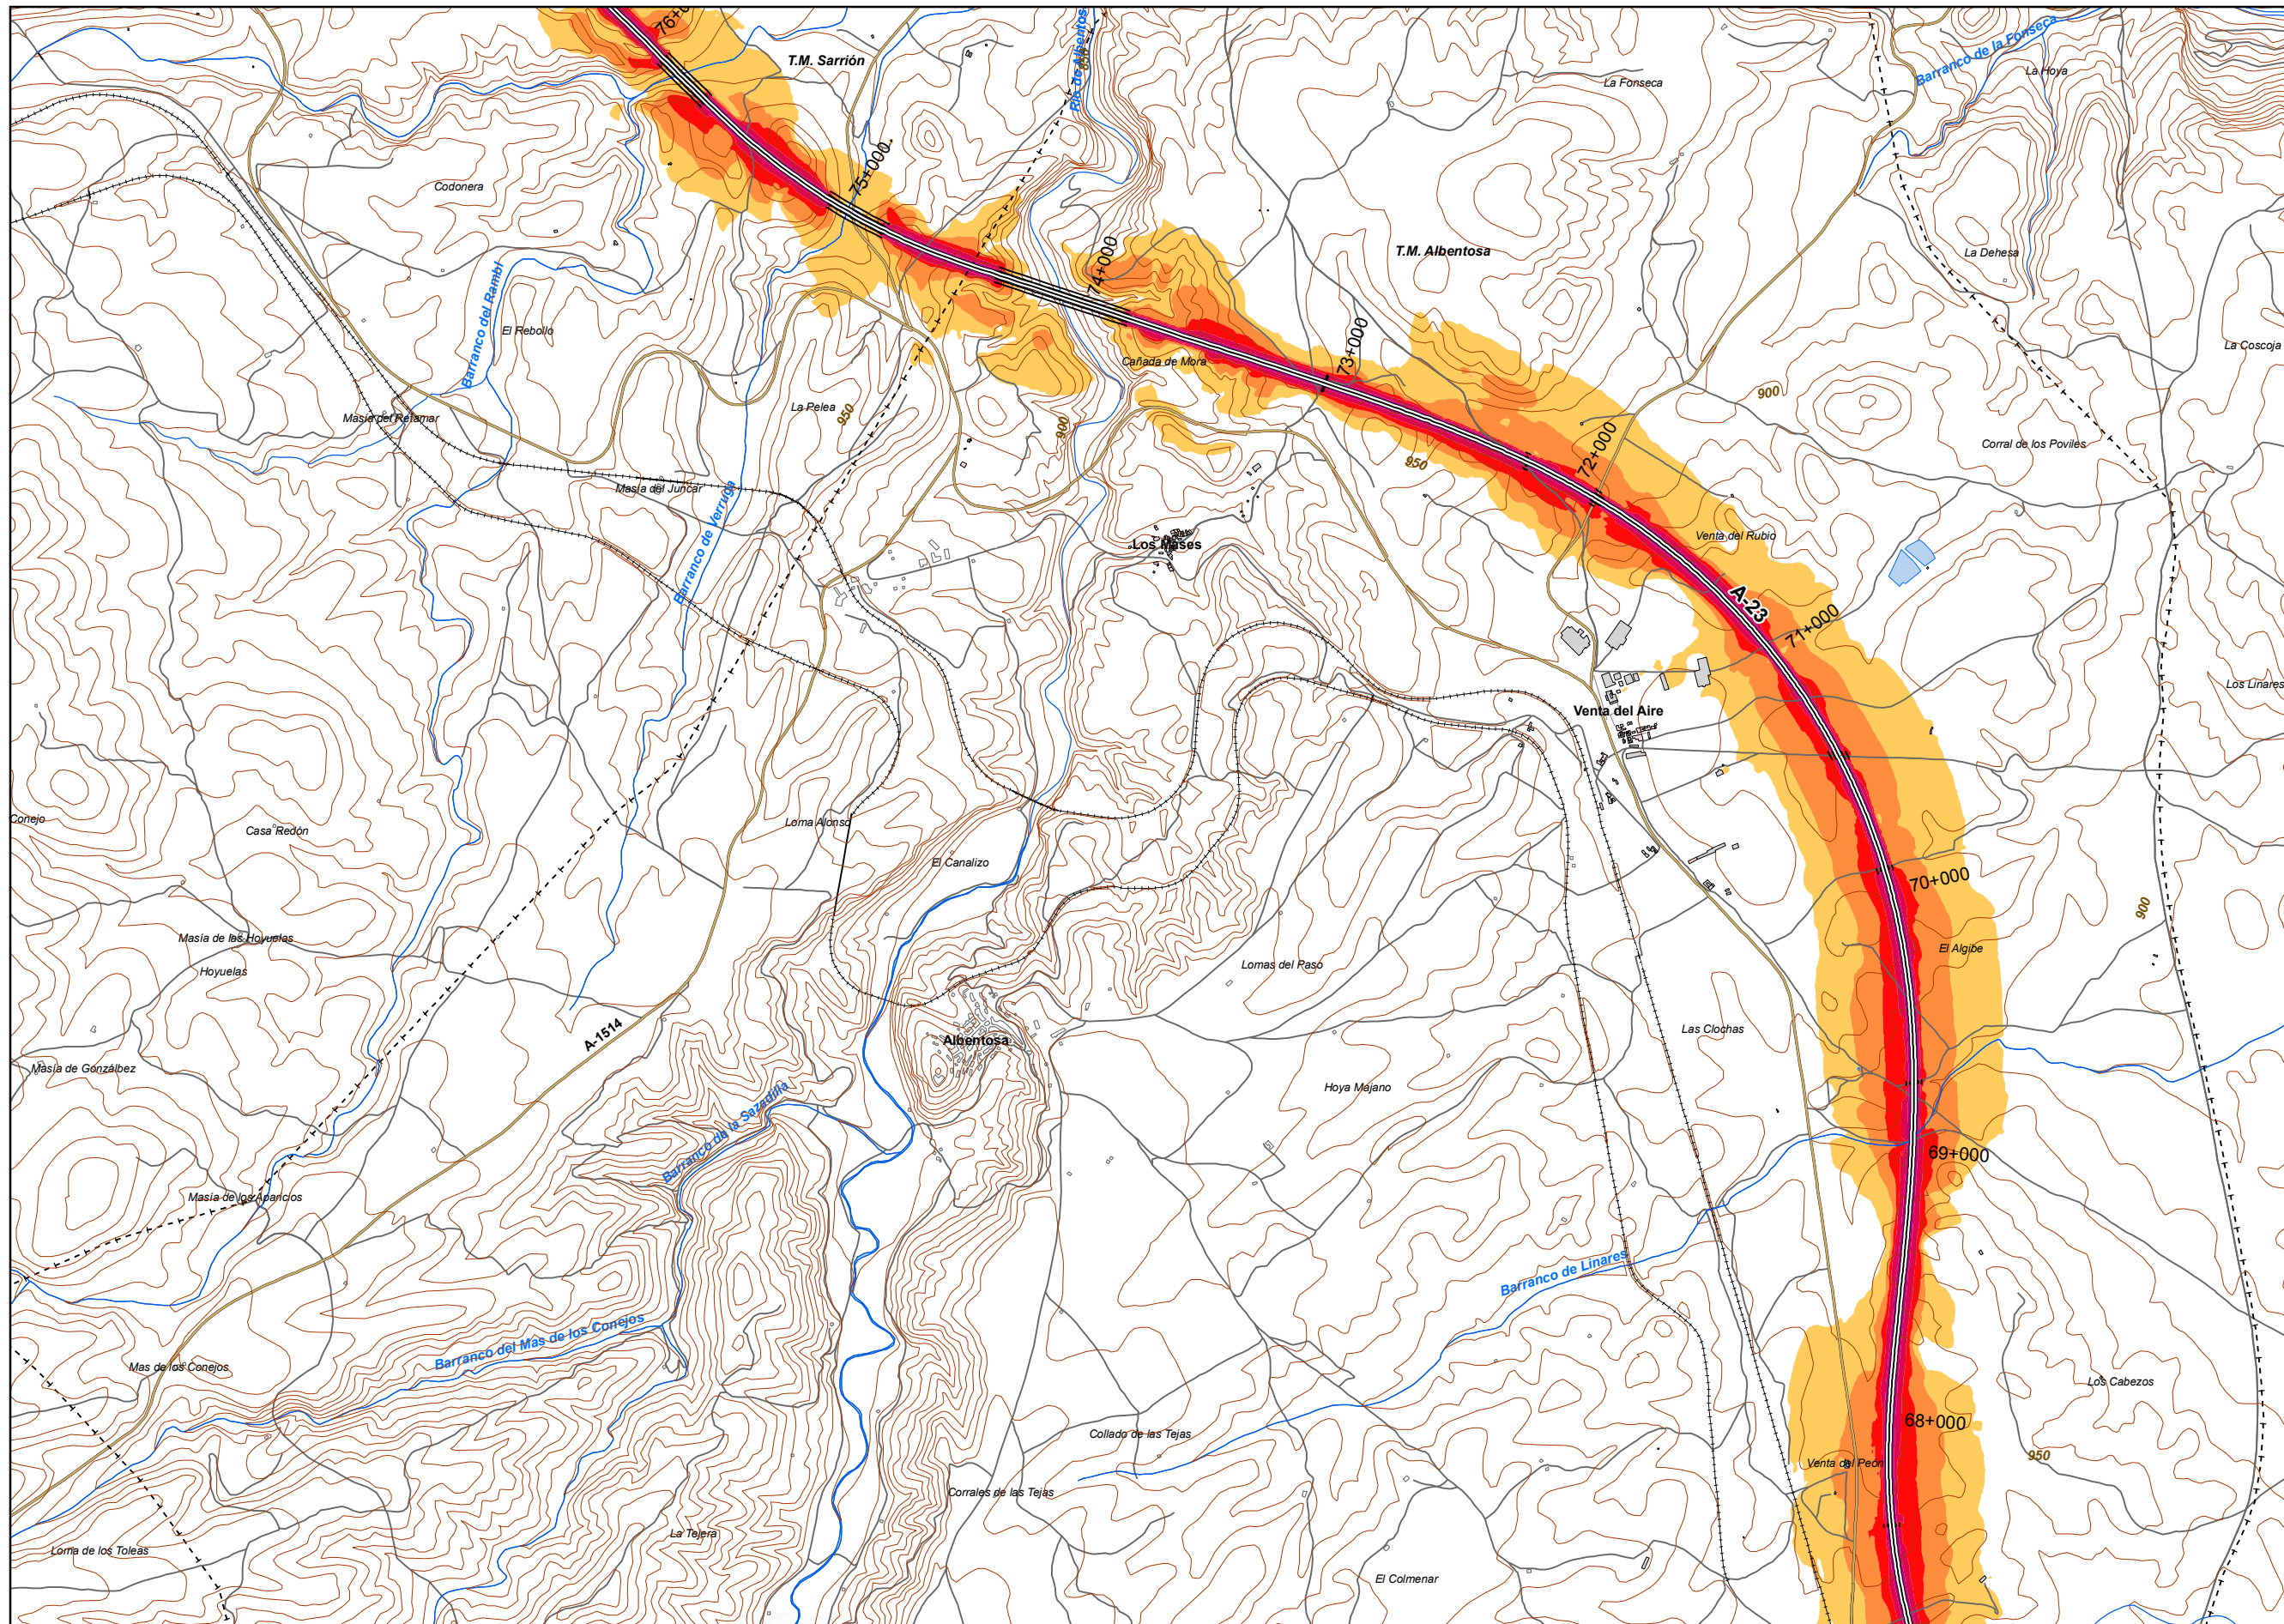 76+0
T.M. Sarrión
Río de Albentosa
850
La Fonseca
Barranco de la Fonseca
La Hoya
Codonera
75+000
T.M. Albentosa
La Dehesa
74+000
Barranco del Rambl
El Rebollo
73+000
La Coscoja
Cañada de Mora
900
Masía del Retamar
La Pelea
950
900
72+000
Corral de los Poviles
950
Masía del Juncar
Barranco de Verruga
Los Mases
Venta del Rubio
A-23
71+000
Los Linares
Venta del Aire
Conejo
Casa Redón
Loma Alonso
El Canalizo
70+000
900
Masía de las Hoyuelas
El Algibe
Hoyuelas
Lomas del Paso
A-1514
Las Clochas
Albentosa
Masía de Gonzálbez
Hoya Majano
Barranco de la Sazadilla
69+000
Masía de los Aparicios
Barranco de Linares
Barranco del Mas de los Conejos
Mas de los Conejos
Los Cabezos
68+000
Collado de las Tejas
950
Venta del Peón
Corrales de las Tejas
La Tejera
Loma de los Toleas
El Colmenar